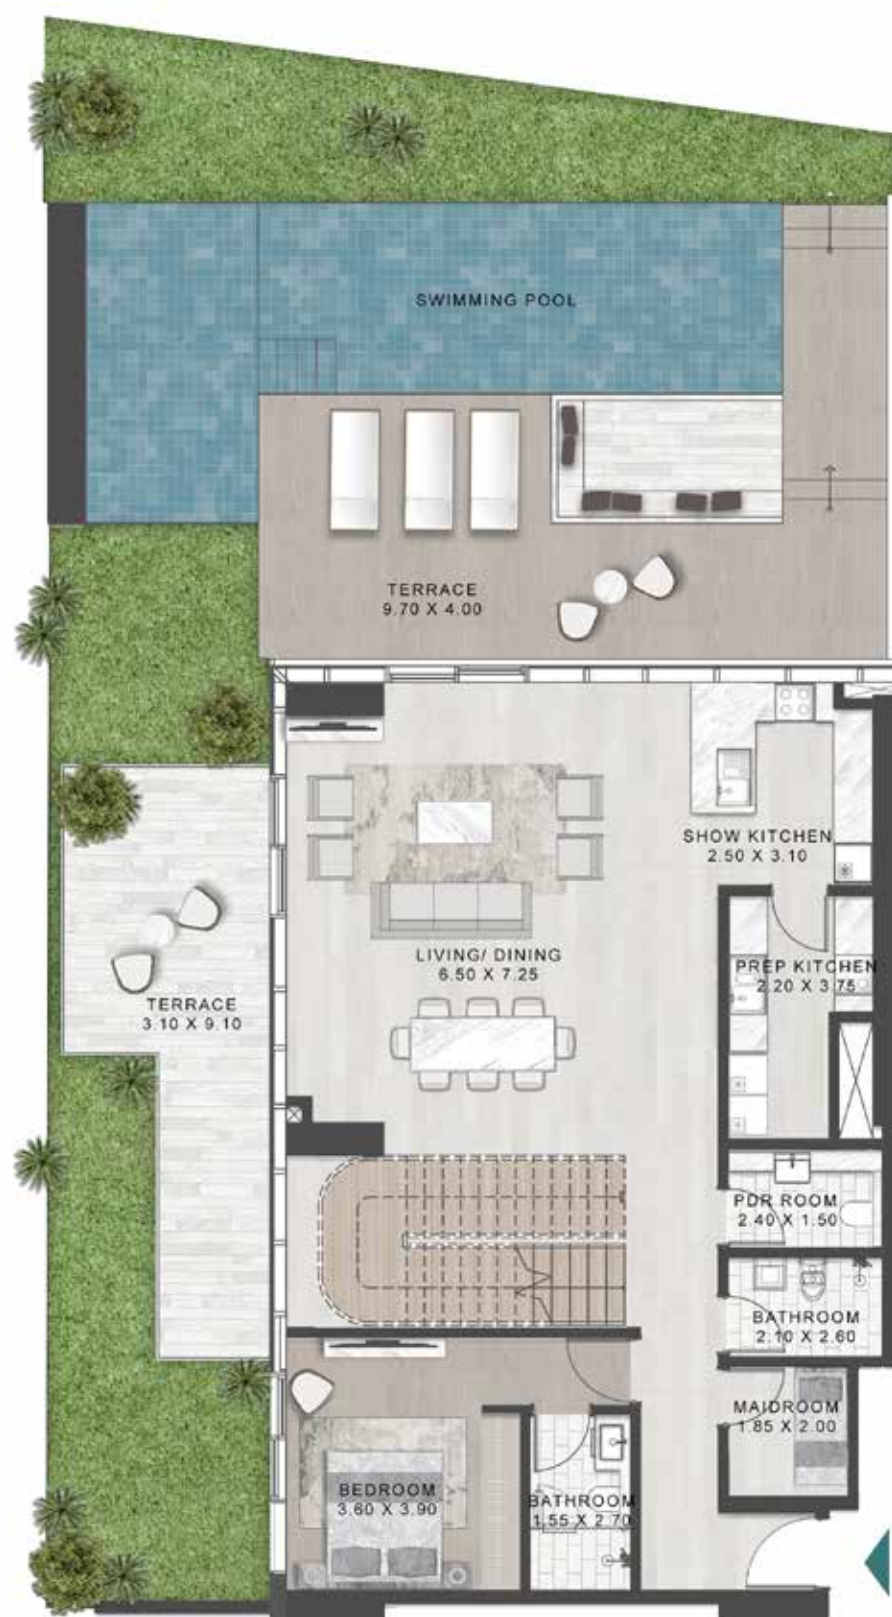 SWIMMING POOL
TERRACE
9.70 X 4.00
SHOW KITCHEN
2.50 X 3.10
LIVING/ DINING
6.50 X 7.25
PREP KITCHEN
2.20 X 3.75
TERRACE
3.10 X 9.10
PDR ROOM
2.40 X 1.50
BATHROOM
2.10 X 2.60
MAIDROOM
1.85 X 2.00
BEDROOM
3.60 X 3.90
BATHROOM
1.55 X 2.70